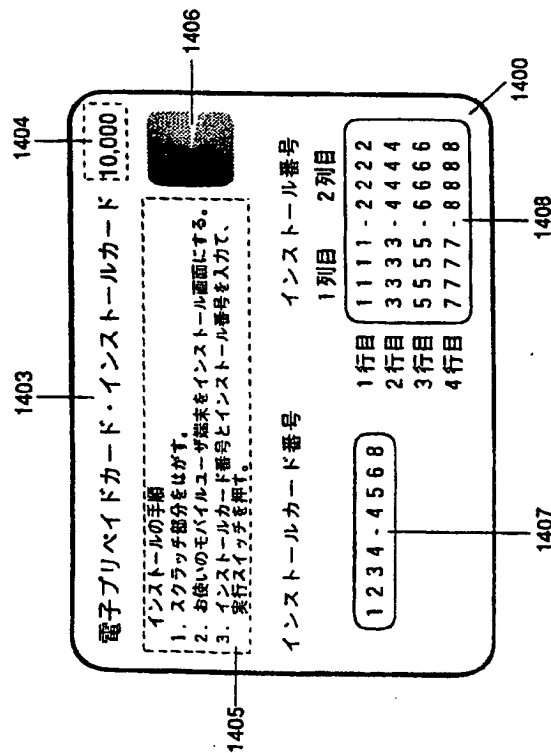 1404
1403
1406
電子プリペイドカード・インストールカード
10,000
インストールの手順
1. スクラッチ部分をはがす。
2. お使いのモバイルユーザ端末をインストール画面にする。
3. インストールカード番号とインストール番号を入力て、
実行スイッチを押す。
1405
インストールカード番号
1234-4568
1407
インストール番号
1列目 2列目
1行目 1111-2222
2行目 3333-4444
3行目 5555-6666
4行目 7777-8888
1408
1400